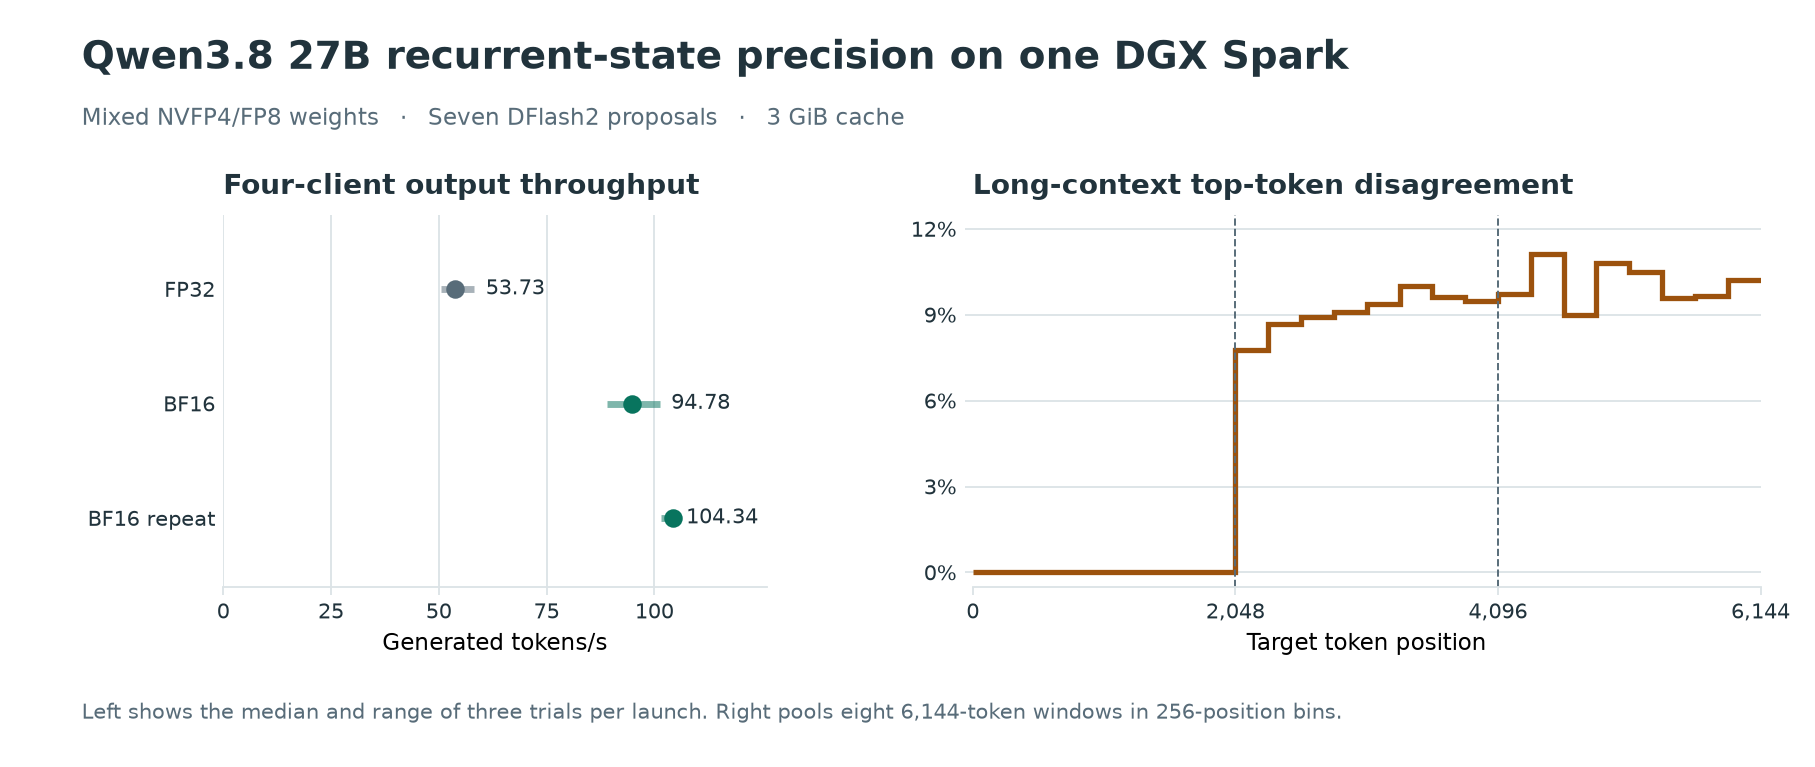 Qwen3.8 27B recurrent-state precision on one DGX Spark
Mixed NVFP4/FP8 weights · Seven DFlash2 proposals · 3 GiB cache
Four-client output throughput
FP32
53.73
BF16
94.78
BF16 repeat
104.34
0 25 50 75 100
Generated tokens/s
Long-context top-token disagreement
12%
9%
6%
3%
0%
0 2,048 4,096 6,144
Target token position
Left shows the median and range of three trials per launch. Right pools eight 6,144-token windows in 256-position bins.